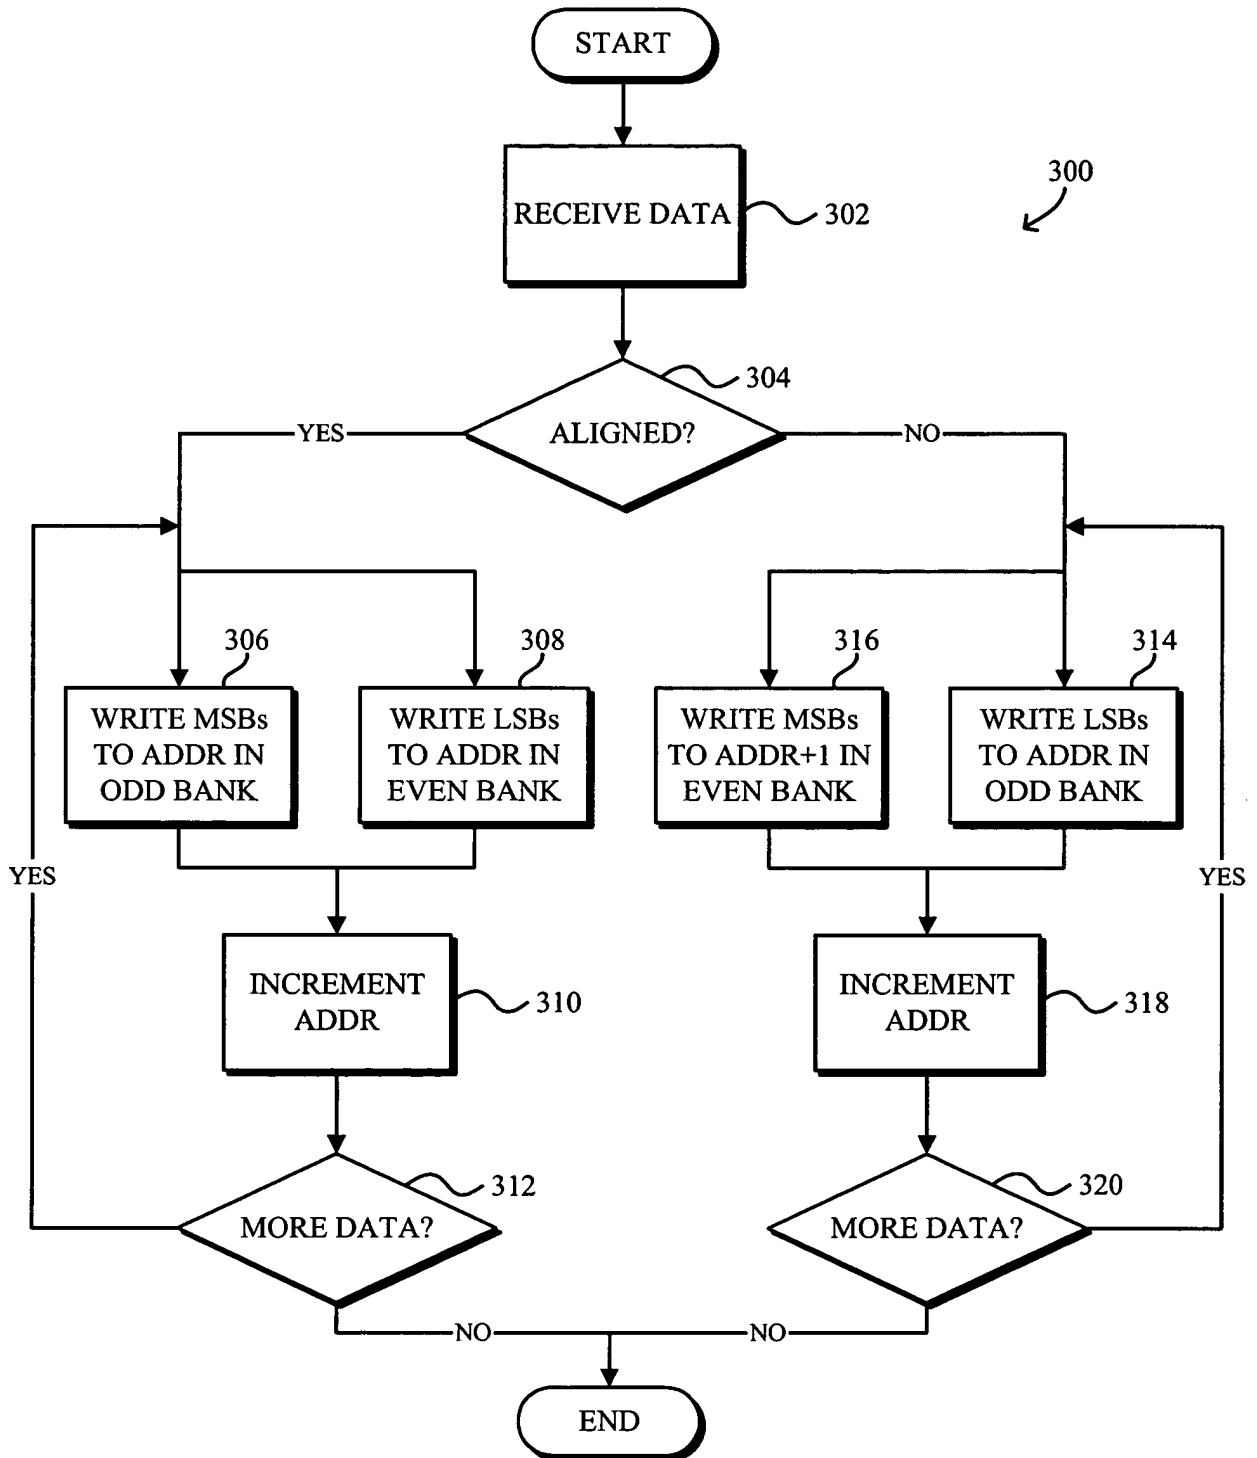 START
RECEIVE DATA
302
300
304
ALIGNED?
YES
NO
306
308
316
314
WRITE MSBs
TO ADDR IN
ODD BANK
WRITE LSBs
TO ADDR IN
EVEN BANK
WRITE MSBs
TO ADDR+1 IN
EVEN BANK
WRITE LSBs
TO ADDR IN
ODD BANK
YES
YES
INCREMENT
ADDR
310
INCREMENT
ADDR
318
312
MORE DATA?
320
MORE DATA?
NO
NO
END